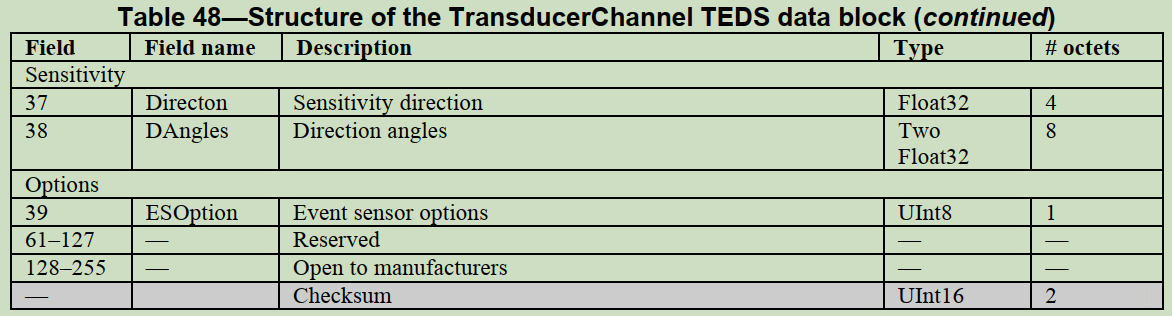 Table 48—Structure of the TransducerChannel TEDS data block (continued)
Field Field name Description Type # octets
Sensitivity
37 Directon Sensitivity direction Float32 4
38 DAngles Direction angles Two 8
Float32
Options
39 ESOption Event sensor options UInt8 1
61–127 — Reserved — —
128–255 — Open to manufacturers — —
— Checksum UInt16 2